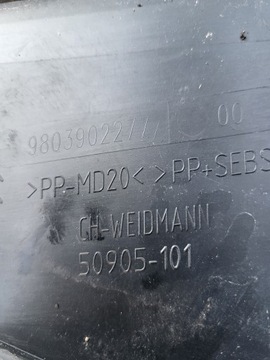 9803902277 00
>PP-MD20< >PP+SEBS
CH-WEIDMANN
50905-101